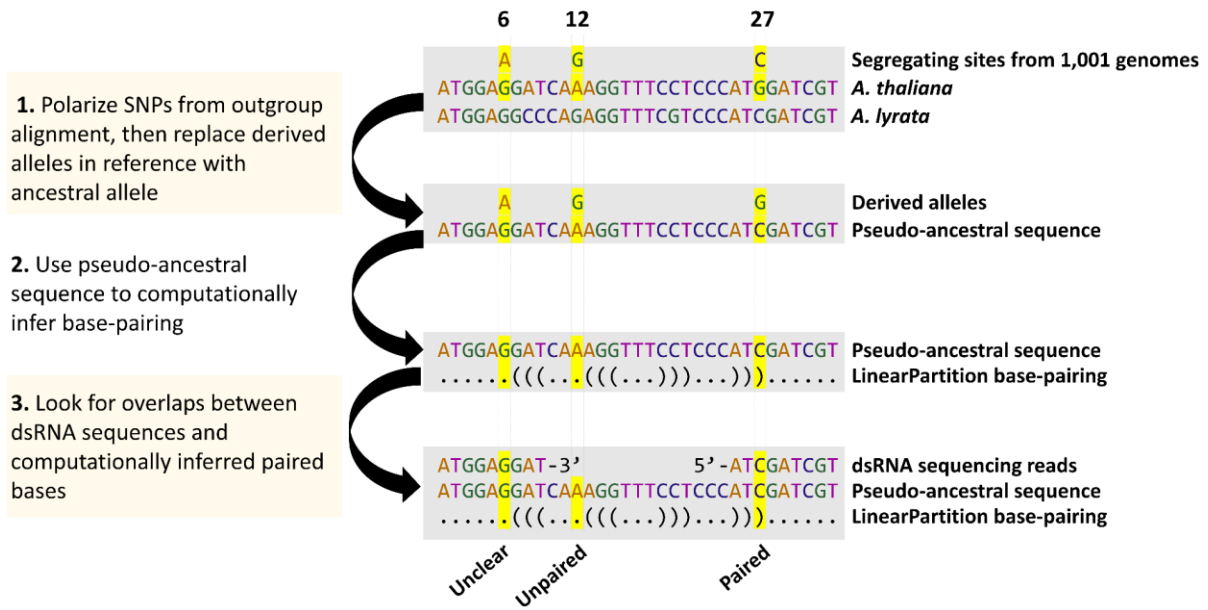 6 12 27
A G C Segregating sites from 1,001 genomes
ATGGAGGATCAAAGGTTTCCTCCCATGGATCGT A. thaliana
ATGGAGGCCCAGAGGTTTCGTCCCATCGATCGT A. lyrata
1. Polarize SNPs from outgroup
alignment, then replace derived
alleles in reference with
ancestral allele
A G G Derived alleles
ATGGAGGATCAAAGGTTTCCTCCCATCGATCGT Pseudo-ancestral sequence
2. Use pseudo-ancestral
sequence to computationally
infer base-pairing
ATGGAGGATCAAAGGTTTCCTCCCATCGATCGT Pseudo-ancestral sequence
......(((...(((...)))...)))...... LinearPartition base-pairing
3. Look for overlaps between
dsRNA sequences and
computationally inferred paired
bases
ATGGAGGAT-3’ 5’-ATCGATCGT dsRNA sequencing reads
ATGGAGGATCAAAGGTTTCCTCCCATCGATCGT Pseudo-ancestral sequence
......(((...(((...)))...)))...... LinearPartition base-pairing
Unclear
Unpaired
Paired